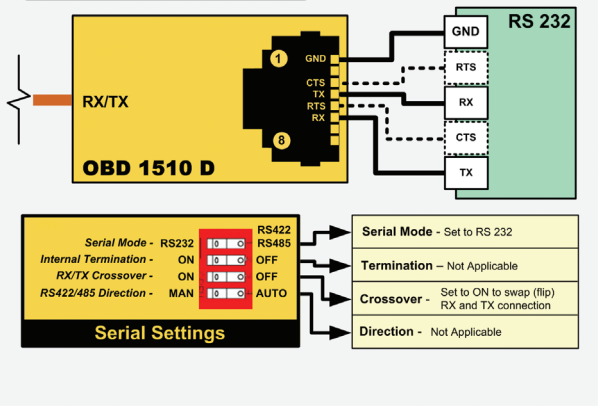 RS 232
GND
RTS
RX
CTS
TX
1
GND
CTS
TX
RTS
RX
8
RX/TX
OBD 1510 D
RS422
Serial Mode - RS232 RS485
Internal Termination - ON OFF
RX/TX Crossover - ON OFF
RS422/485 Direction - MAN AUTO
Serial Settings
Serial Mode - Set to RS 232
Termination – Not Applicable
Crossover - Set to ON to swap (flip)
RX and TX connection
Direction - Not Applicable